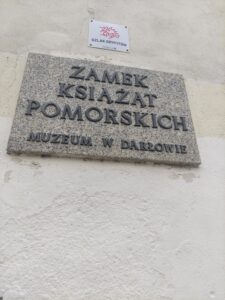 ZAMEK
KSIĄŻĄT
POMORSKICH
MUZEUM W DARŁOWIE